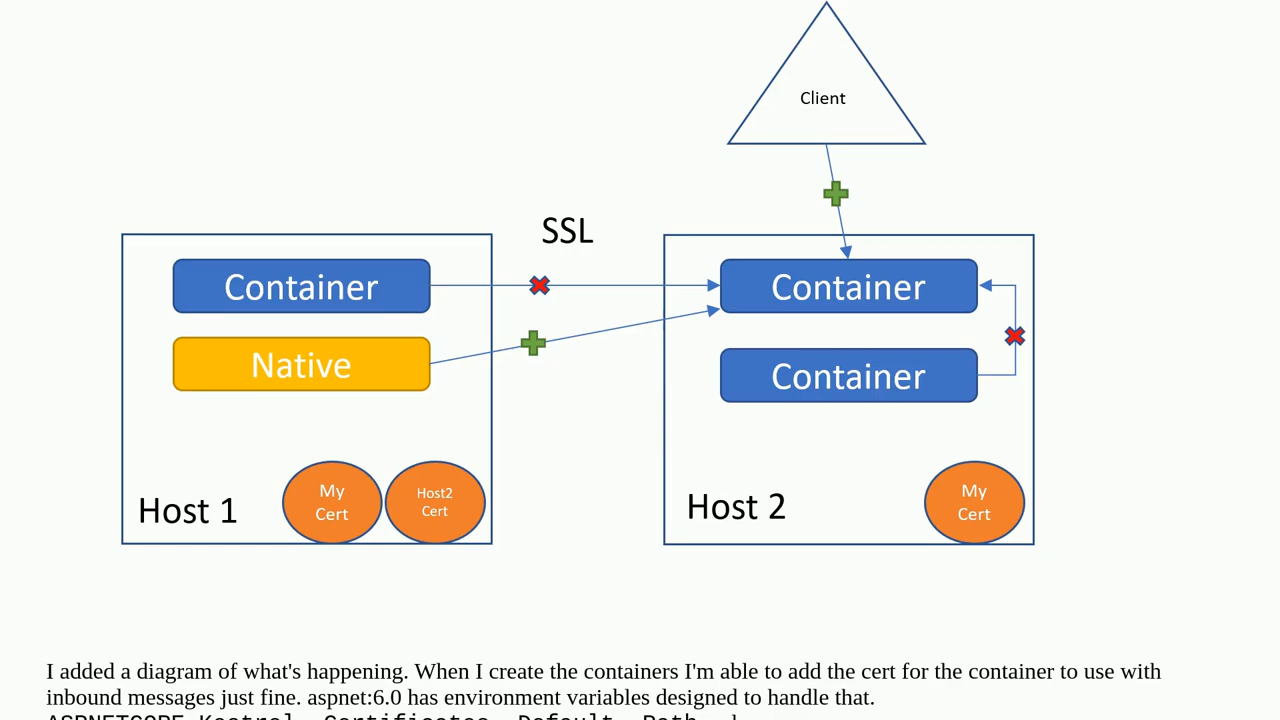 Client
SSL
Container
Container
Native
Container
My
Cert
Host2
Cert
Host 1
Host 2
My
Cert
I added a diagram of what's happening. When I create the containers I'm able to add the cert for the container to use with
inbound messages just fine. aspnet:6.0 has environment variables designed to handle that.